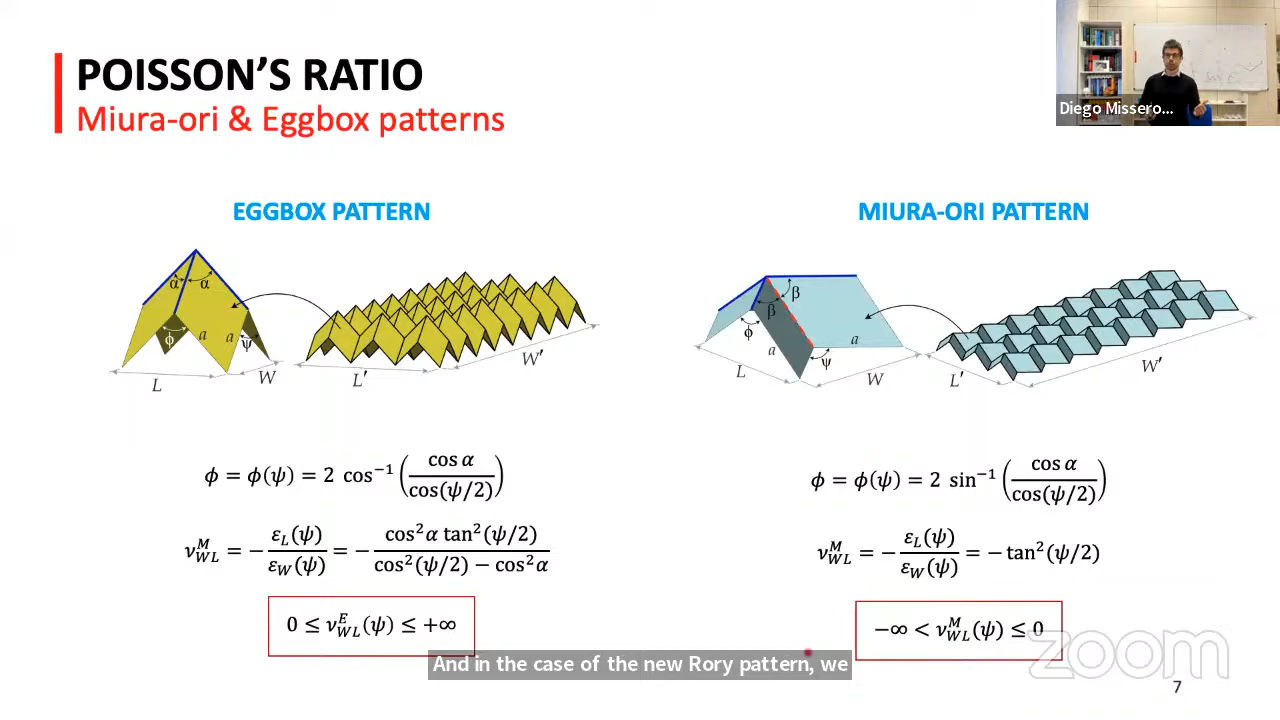 POISSON'S RATIO
Miura-ori & Eggbox patterns
Diego Missero...
EGGBOX PATTERN
α α
ϕ a a ψ
L W
L′ W′
ϕ = ϕ(ψ) = 2 cos⁻¹ (cos α / cos(ψ/2))
ν^M_WL = − ε_L(ψ) / ε_W(ψ) = − cos²α tan²(ψ/2) / cos²(ψ/2) − cos²α
0 ≤ ν^E_WL(ψ) ≤ +∞
MIURA-ORI PATTERN
β
β
ϕ a a ψ
L W
L′ W′
ϕ = ϕ(ψ) = 2 sin⁻¹ (cos α / cos(ψ/2))
ν^M_WL = − ε_L(ψ) / ε_W(ψ) = − tan²(ψ/2)
−∞ < ν^M_WL(ψ) ≤ 0
And in the case of the new Rory pattern, we
zoom
7